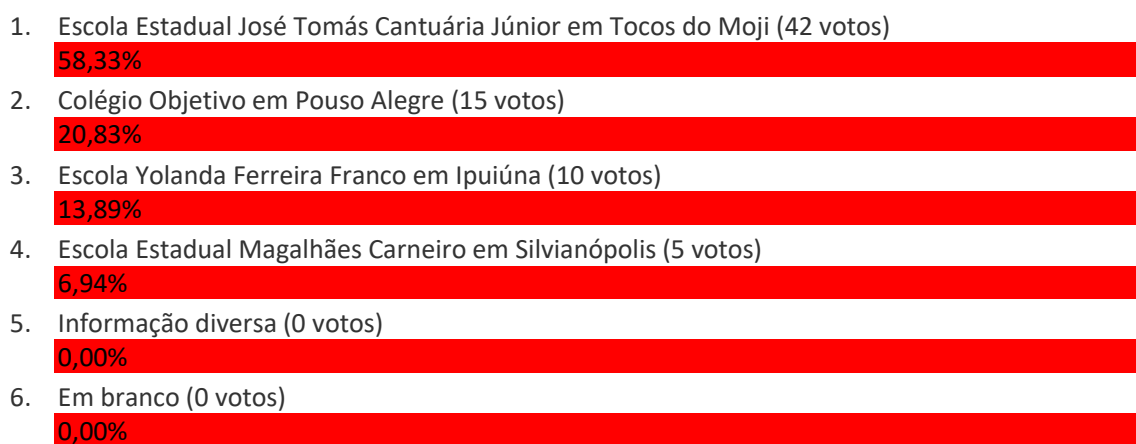 1. Escola Estadual José Tomás Cantuária Júnior em Tocos do Moji (42 votos)
58,33%
2. Colégio Objetivo em Pouso Alegre (15 votos)
20,83%
3. Escola Yolanda Ferreira Franco em Ipuiúna (10 votos)
13,89%
4. Escola Estadual Magalhães Carneiro em Silvianópolis (5 votos)
6,94%
5. Informação diversa (0 votos)
0,00%
6. Em branco (0 votos)
0,00%